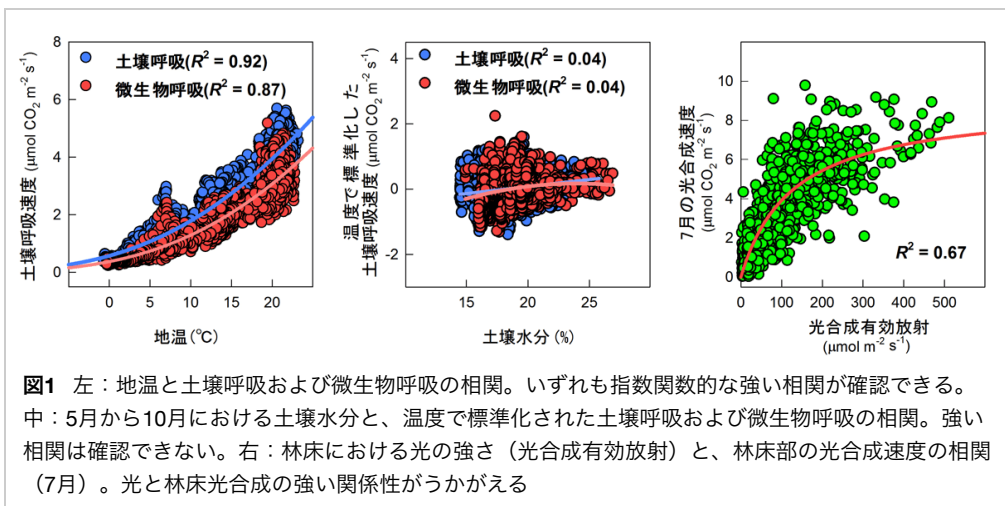 土壌呼吸速度 (μmol CO2 m-2 s-1)
8
6
4
2
0
土壌呼吸(R2 = 0.92)
微生物呼吸(R2 = 0.87)
0 5 10 15 20
地温(℃)
温度で標準化した
土壌呼吸速度 (μmol CO2 m-2 s-1)
4
2
0
-2
土壌呼吸(R2 = 0.04)
微生物呼吸(R2 = 0.04)
10 15 20 25 30
土壌水分(%)
7月の光合成速度
(μmol CO2 m-2 s-1)
10
8
6
4
2
0
R2 = 0.67
0 100 200 300 400 500
光合成有効放射
(μmol m-2 s-1)
図1 左：地温と土壌呼吸および微生物呼吸の相関。いずれも指数関数的な強い相関が確認できる。
中：5月から10月における土壌水分と、温度で標準化された土壌呼吸および微生物呼吸の相関。強い
相関は確認できない。右：林床における光の強さ（光合成有効放射）と、林床部の光合成速度の相関
（7月）。光と林床光合成の強い関係性がうかがえる